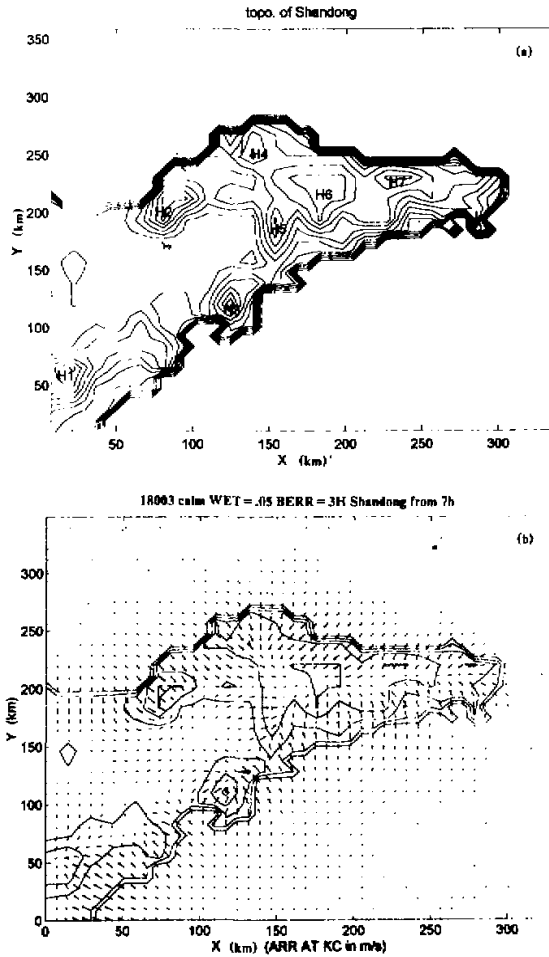 topo. of Shandong
(a)
350
300
250
200
150
100
50
Y (km)
H4
H7
H6
H5
H1
50
100
150
200
250
300
X (km)
18003 calm WET = .05 BERR = 3H Shandong from 7h
(b)
300
250
200
150
100
50
0
Y (km)
0
50
100
150
200
250
300
X (km) (ARR AT KC in m/s)